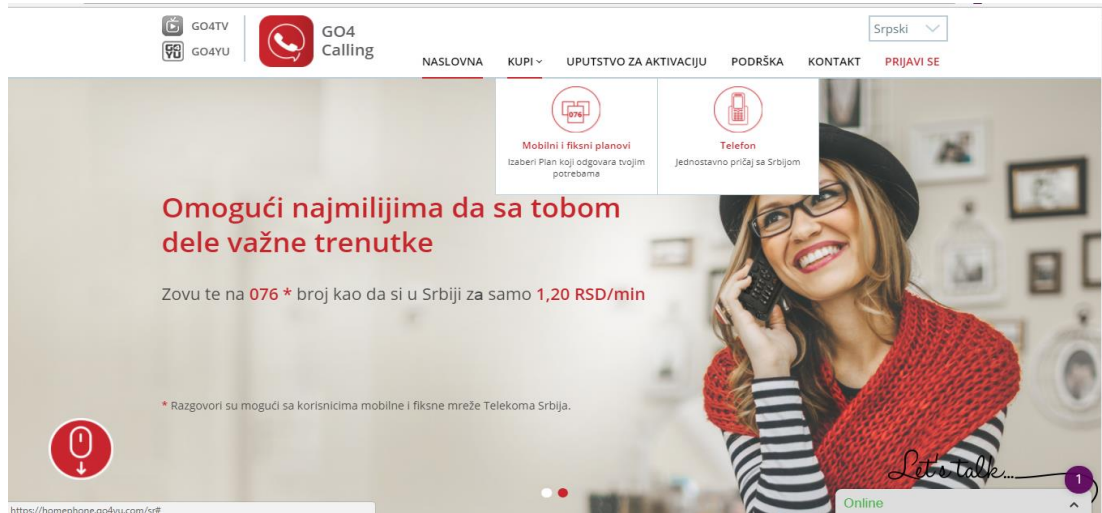 GO4TV
GO4YU
GO4
Calling
Srpski
NASLOVNA KUPI UPUTSTVO ZA AKTIVACIJU PODRŠKA KONTAKT PRIJAVI SE
076
Mobilni i fiksni planovi
Izaberi Plan koji odgovara tvojim
potrebama
Telefon
Jednostavno pričaj sa Srbijom
Omogući najmilijima da sa tobom
dele važne trenutke
Zovu te na 076 * broj kao da si u Srbiji za samo 1,20 RSD/min
* Razgovori su mogući sa korisnicima mobilne i fiksne mreže Telekoma Srbija.
Let's talk...
1
Online
https://homephone.go4yu.com/sr#